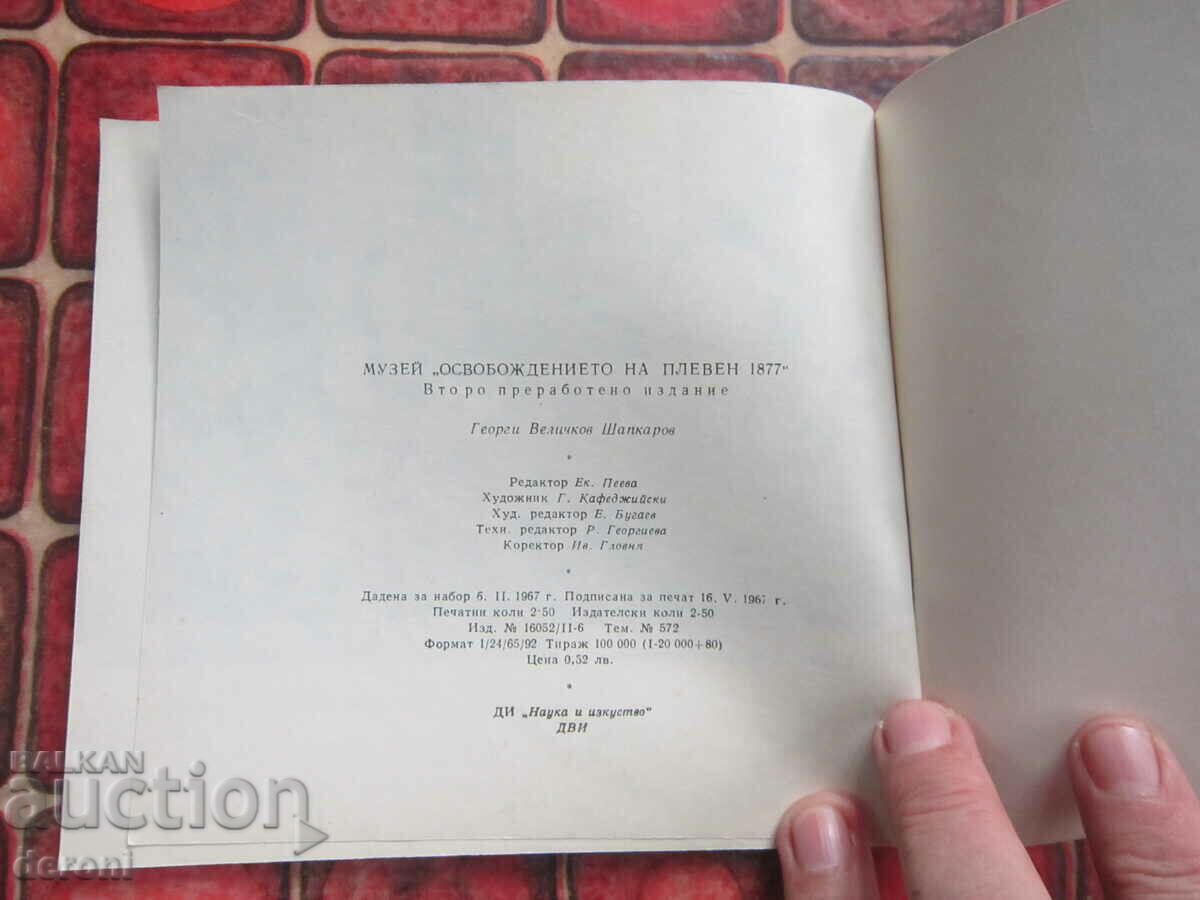 МУЗЕЙ „ОСВОБОЖДЕНИЕТО НА ПЛЕВЕН 1877“
Второ преработено издание
Георги Величков Шапкаров
*
Редактор Ек. Пеева
Художник Г. Кафеджийски
Худ. редактор Е. Бугаев
Техн. редактор Р. Георгиева
Коректор Ив. Гловня
*
Дадена за набор 6. II. 1967 г. Подписана за печат 16. V. 1967 г.
Печатни коли 2·50 Издателски коли 2·50
Изд. № 16052/II-6 Тем. № 572
Формат 1/24/65/92 Тираж 100 000 (1-20 000+80)
Цена 0,52 лв.
*
ДИ „Наука и изкуство“
ДВИ
BALKAN
auction
deroni